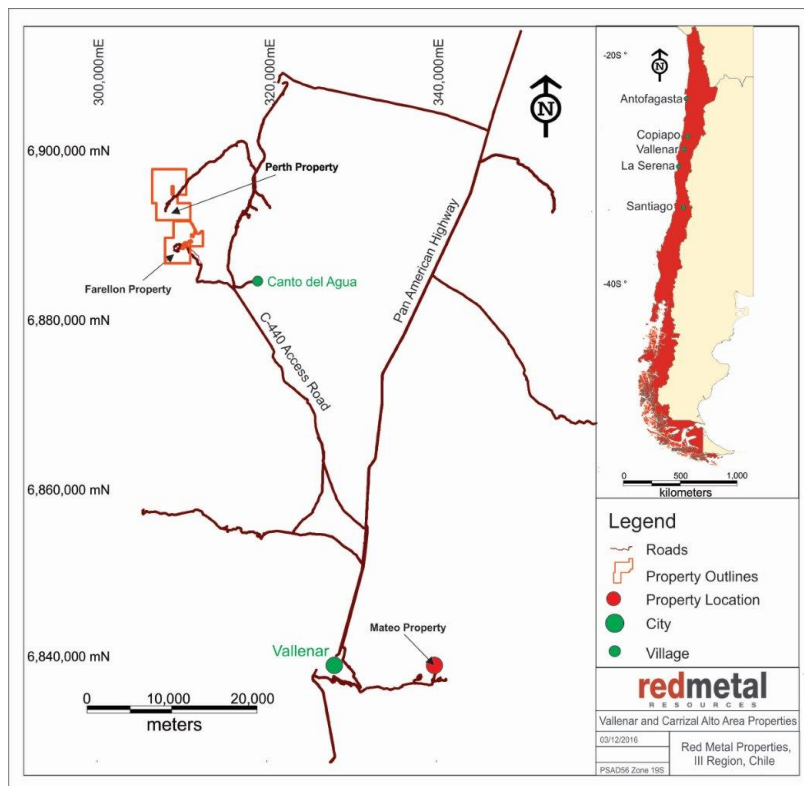 300,000mE
320,000mE
340,000mE
6,900,000 mN
6,880,000 mN
6,860,000 mN
6,840,000 mN
N
Perth Property
Farellon Property
Canto del Agua
C-440 Access Road
Pan American Highway
Vallenar
Mateo Property
0 10,000 20,000
meters
-20S °
N
Antofagasta
Copiapo
Vallenar
La Serena
Santiago
-40S °
0 500 1,000
kilometers
Legend
Roads
Property Outlines
Property Location
City
Village
redmetal
RESOURCES
Vallenar and Carrizal Alto Area Properties
03/12/2016
PSAD56 Zone 19S
Red Metal Properties,
III Region, Chile